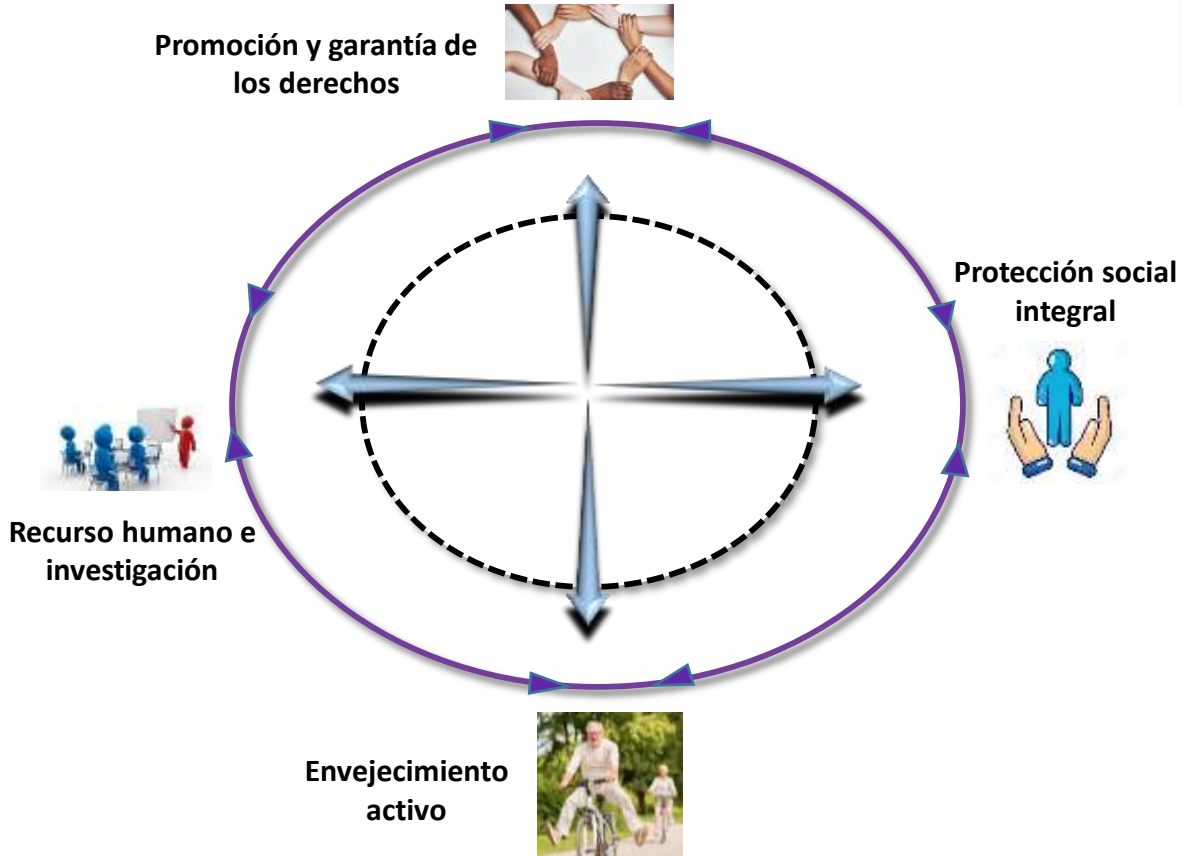 Promoción y garantía de
los derechos
Protección social
integral
Recurso humano e
investigación
Envejecimiento
activo